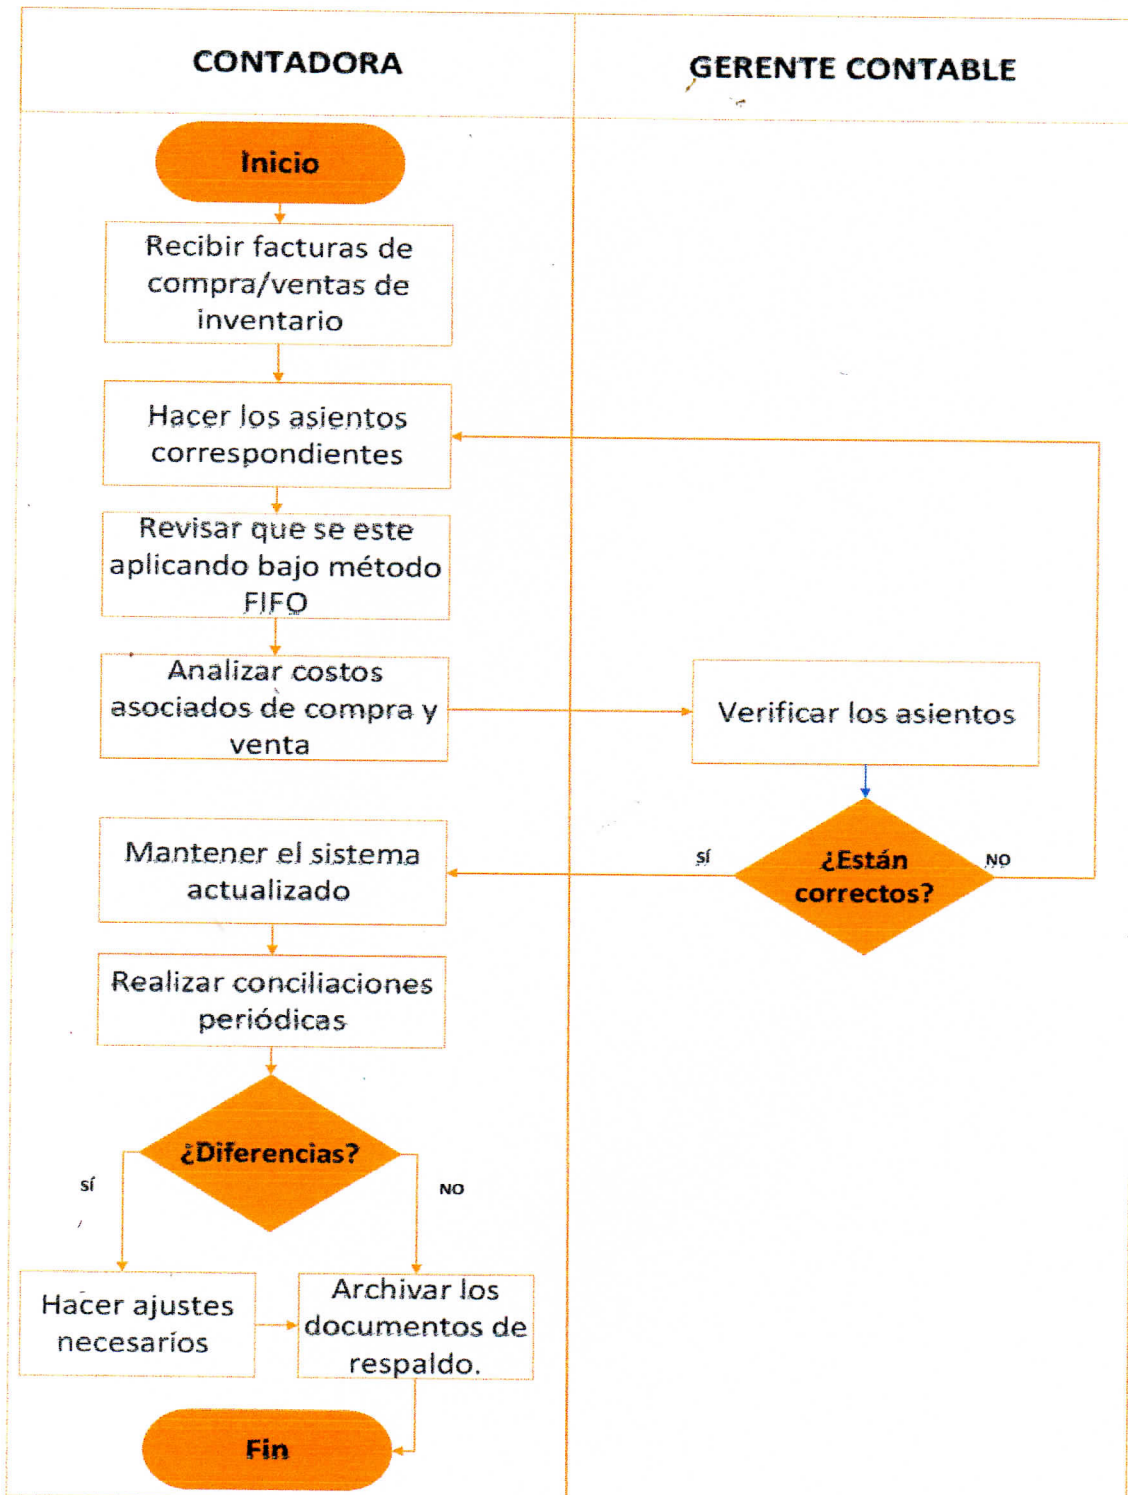 CONTADORA
GERENTE CONTABLE
Inicio
Recibir facturas de
compra/ventas de
inventario
Hacer los asientos
correspondientes
Revisar que se este
aplicando bajo método
FIFO
Analizar costos
asociados de compra y
venta
Verificar los asientos
¿Están
correctos?
SÍ
NO
Mantener el sistema
actualizado
Realizar conciliaciones
periódicas
¿Diferencias?
SÍ
NO
Hacer ajustes
necesarios
Archivar los
documentos de
respaldo.
Fin